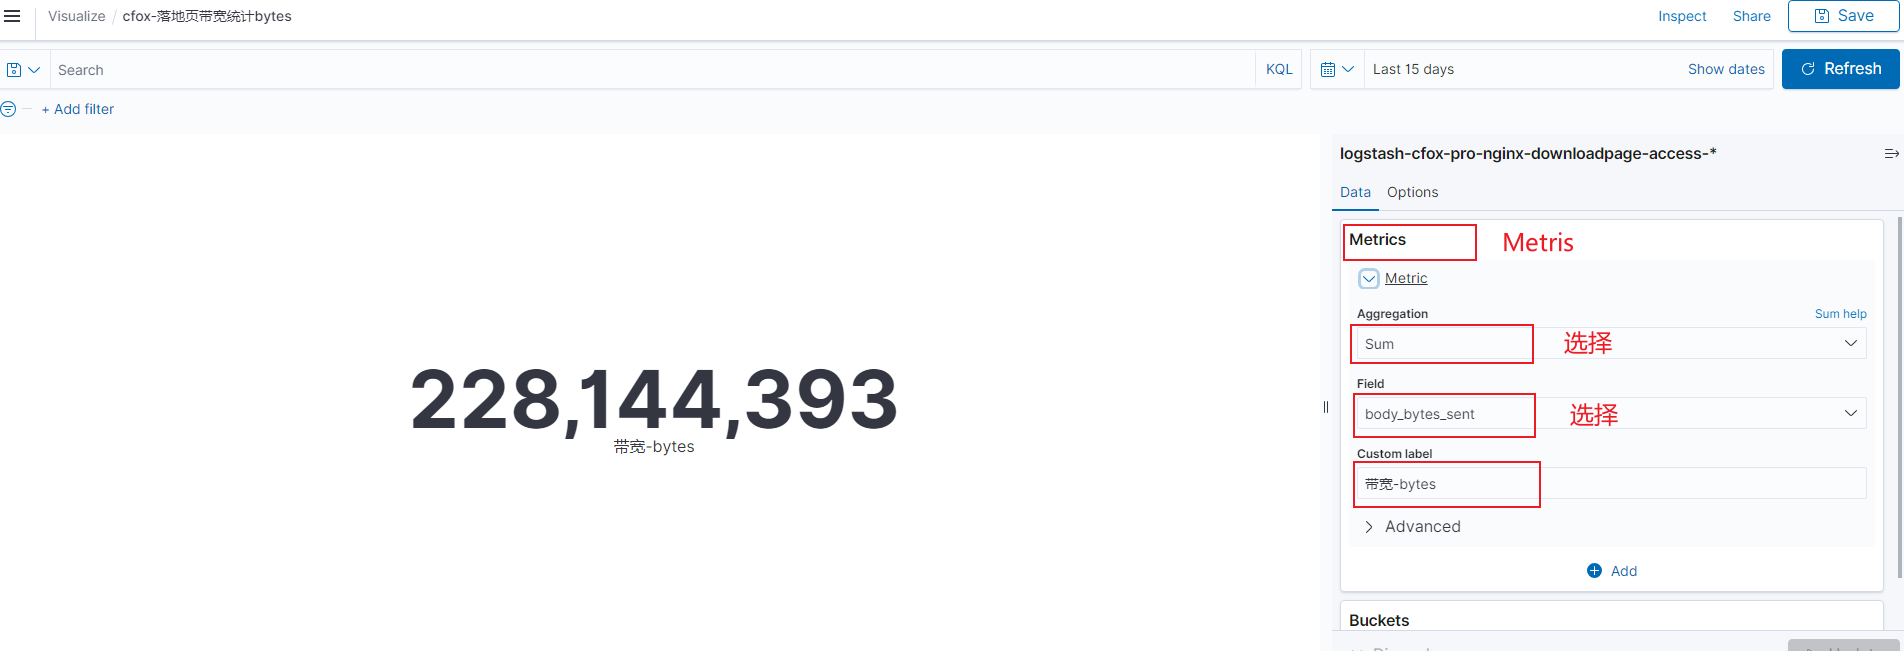 Visualize / cfox-落地页带宽统计bytes
Inspect Share Save
Search KQL Last 15 days Show dates Refresh
+ Add filter
logstash-cfox-pro-nginx-downloadpage-access-*
Data Options
Metrics Metris
Metric
Aggregation Sum help
Sum 选择
Field
body_bytes_sent 选择
Custom label
带宽-bytes
Advanced
Add
Buckets
228,144,393
带宽-bytes